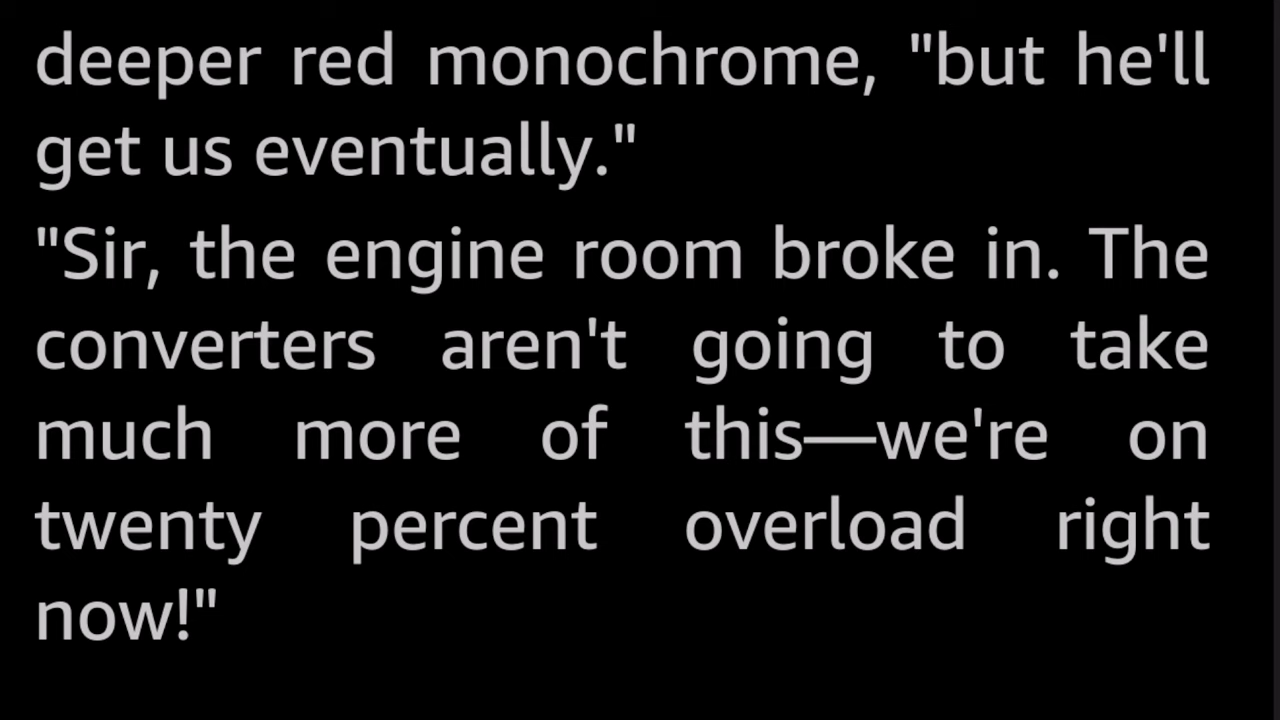 deeper red monochrome, "but he'll
get us eventually."
"Sir, the engine room broke in. The
converters aren't going to take
much more of this—we're on
twenty percent overload right
now!"